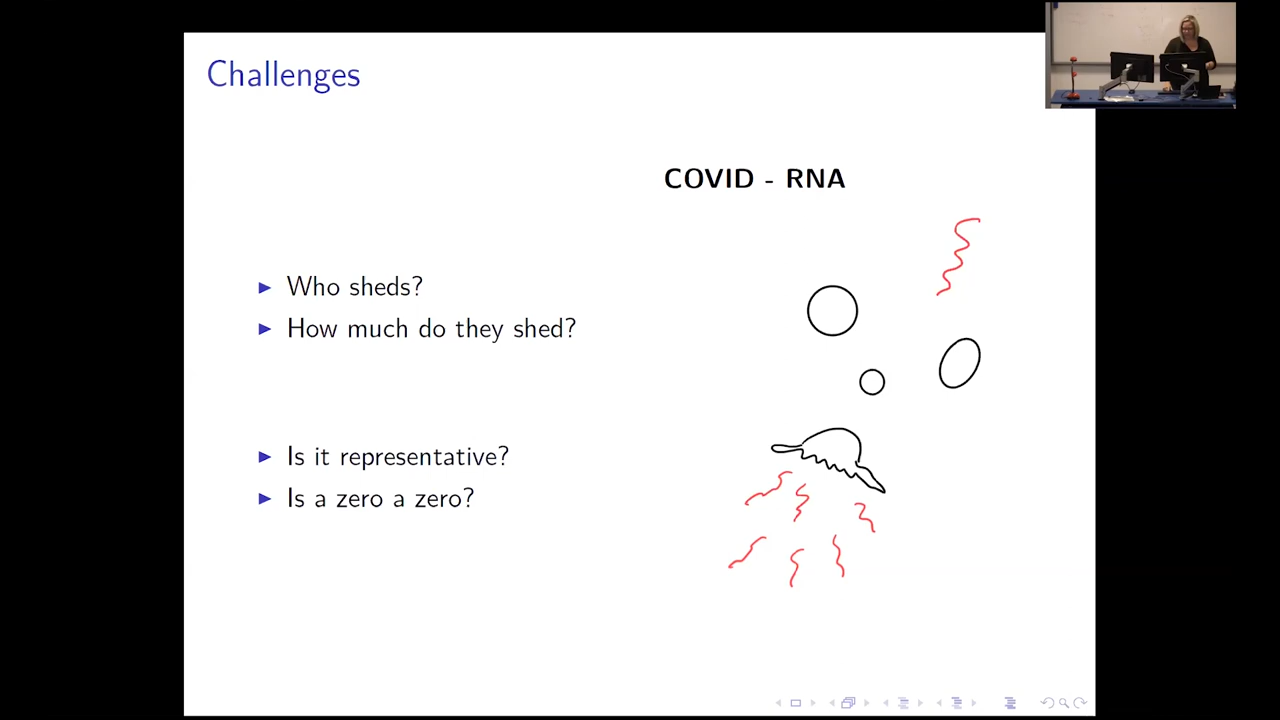 Challenges
COVID - RNA
Who sheds?
How much do they shed?
Is it representative?
Is a zero a zero?